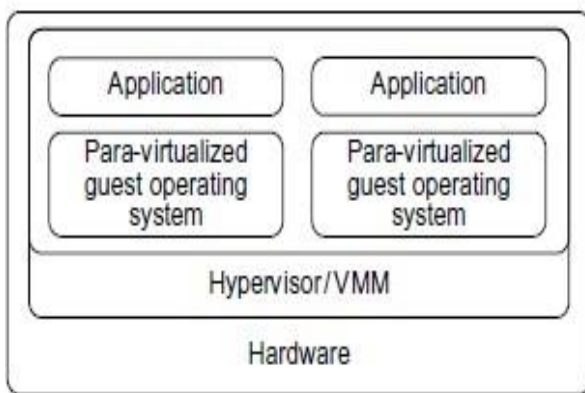 Application
Application
Para-virtualized
guest operating
system
Para-virtualized
guest operating
system
Hypervisor/VMM
Hardware